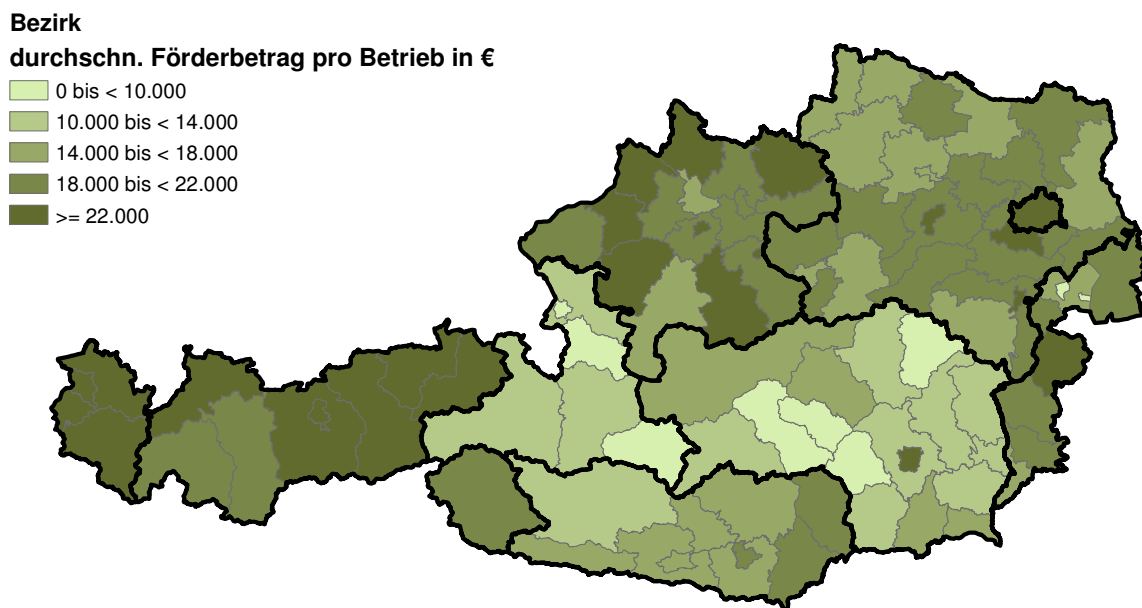 Bezirk
durchschn. Förderbetrag pro Betrieb in €
0 bis < 10.000
10.000 bis < 14.000
14.000 bis < 18.000
18.000 bis < 22.000
>= 22.000